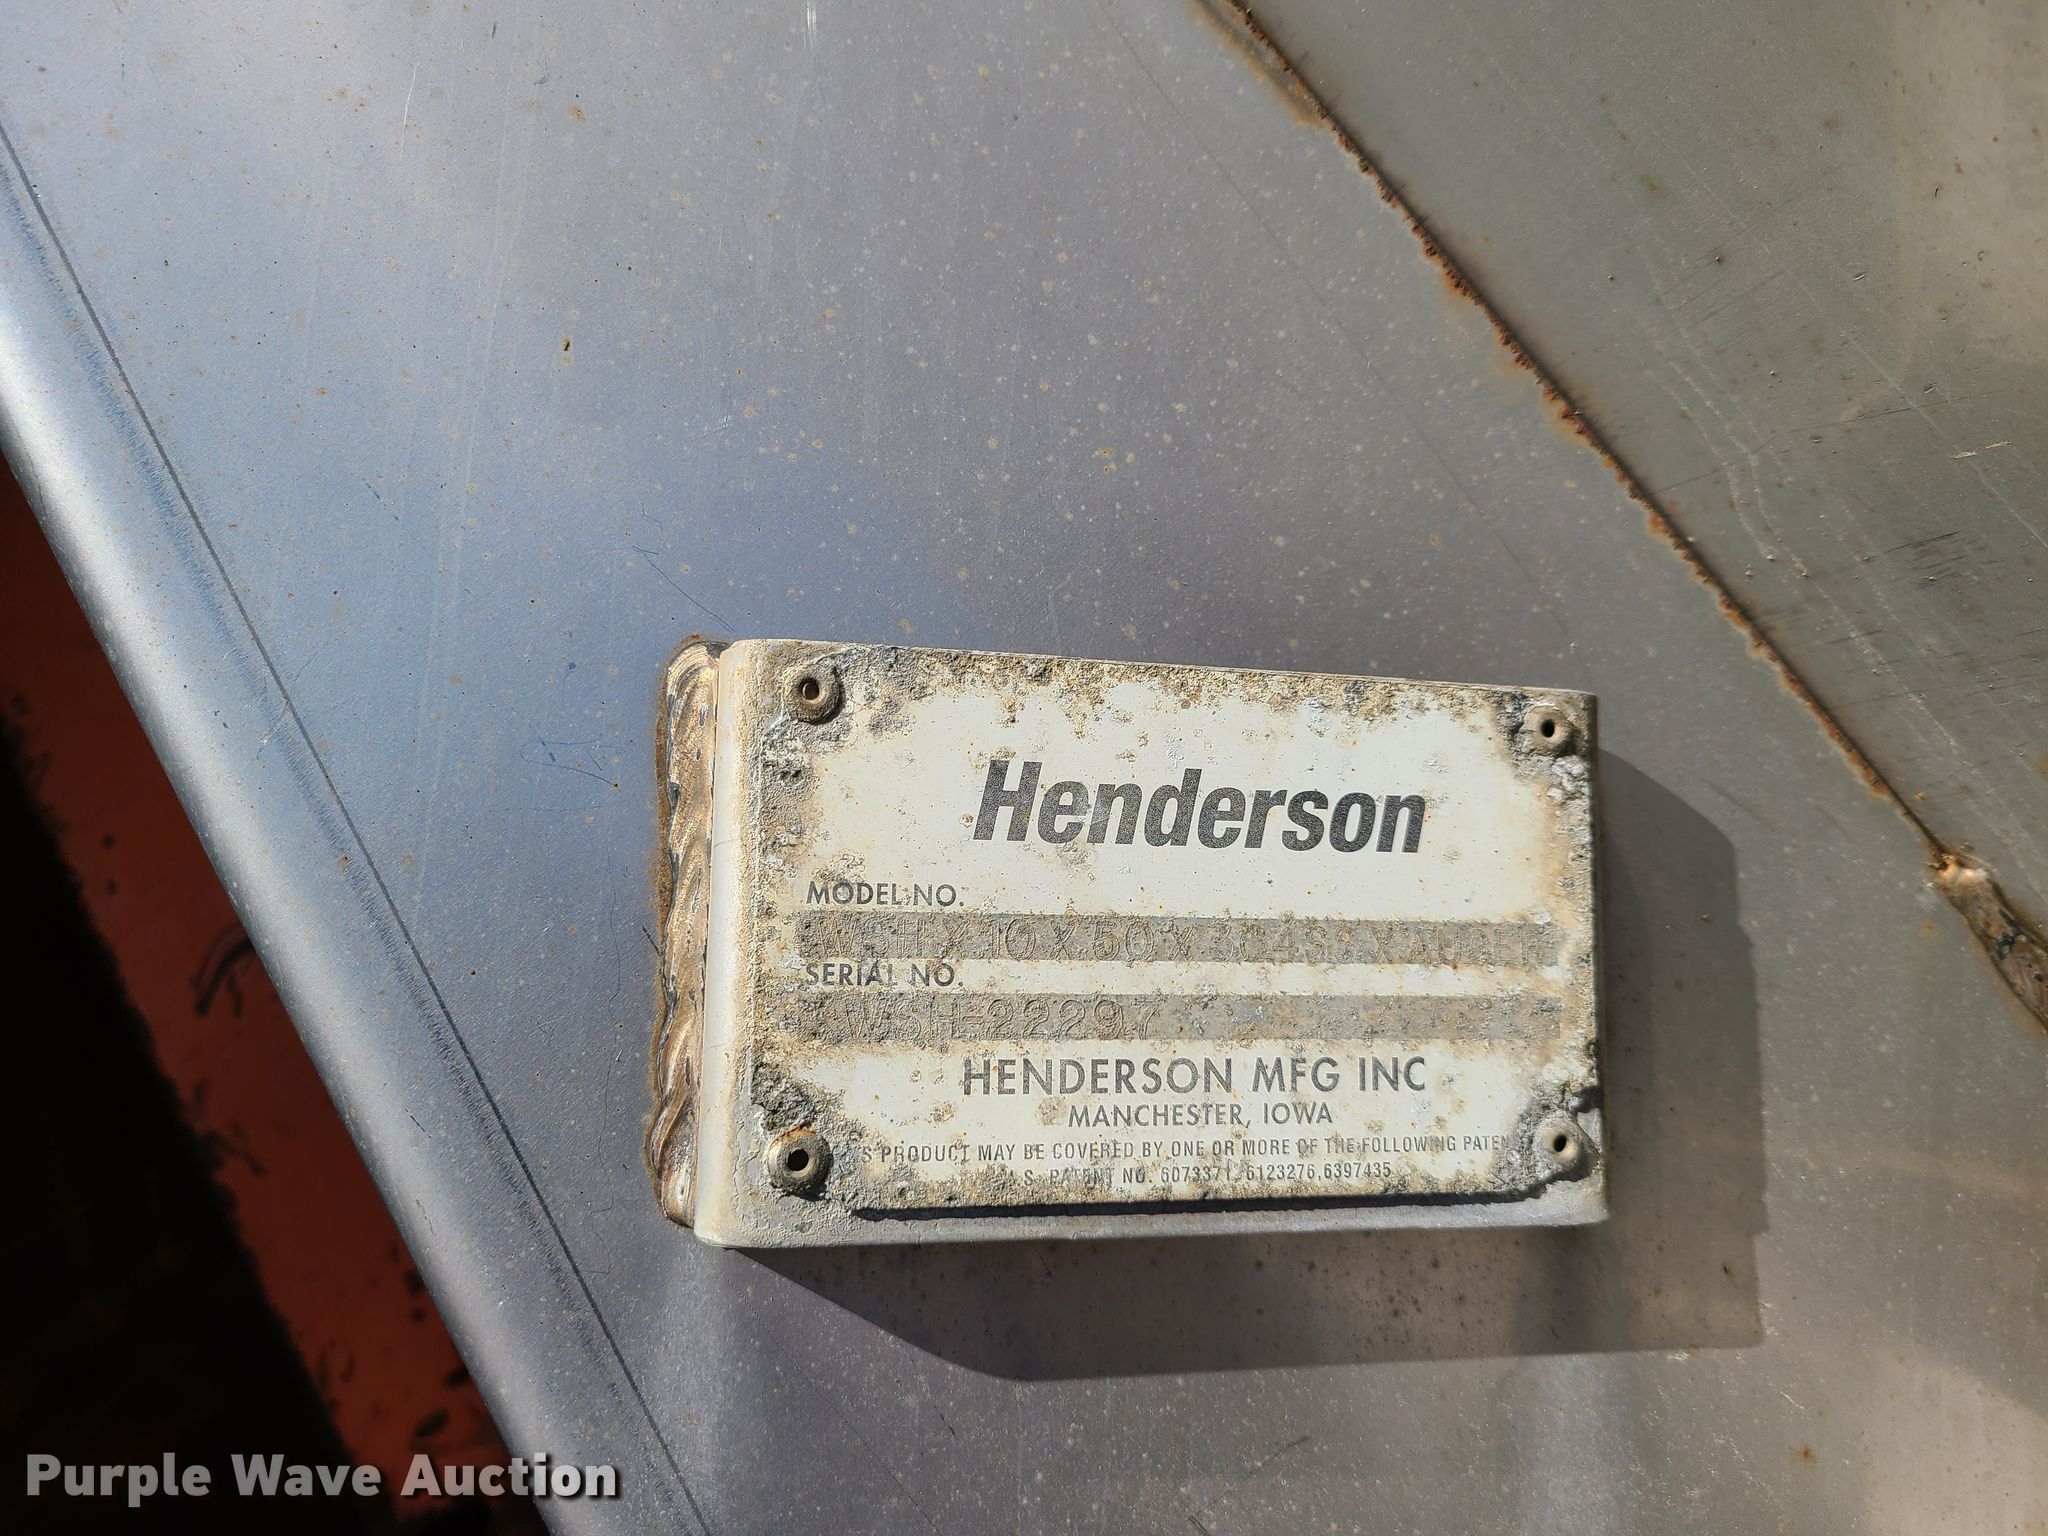 Henderson
MODEL NO.
WSH X 10 X 50 X 304SS X AUGER
SERIAL NO.
WSH-22297
HENDERSON MFG INC
MANCHESTER, IOWA
PRODUCT MAY BE COVERED BY ONE OR MORE OF THE FOLLOWING
PATENT NO. 6073371, 6123276,6397435
Purple Wave Auction